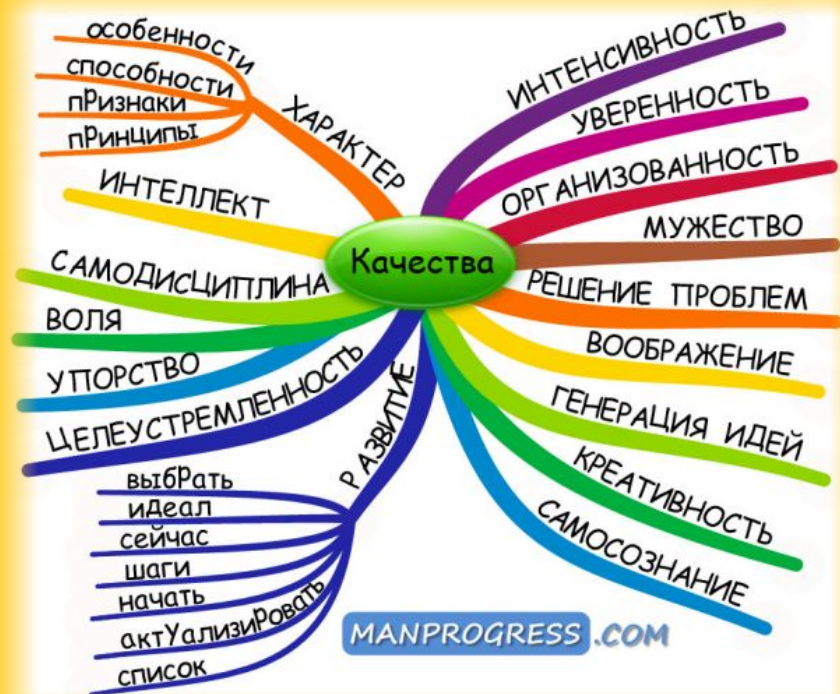 особенности
способности
пРизнаки
пРинципы
ХАРАКТЕР
ИНТЕЛЛЕКТ
САМОДИСЦИПЛИНА
ВОЛЯ
УПОРСТВО
ЦЕЛЕУСТРЕМЛЕННОСТЬ
РАЗВИТИЕ
выбРать
идеал
сейчас
шаги
начать
актУализиРовать
список
Качества
ИНТЕНСИВНОСТЬ
УВЕРЕННОСТЬ
ОРГАНИЗОВАННОСТЬ
МУЖЕСТВО
РЕШЕНИЕ ПРОБЛЕМ
ВООБРАЖЕНИЕ
ГЕНЕРАЦИЯ ИДЕЙ
КРЕАТИВНОСТЬ
САМОСОЗНАНИЕ
MANPROGRESS.COM